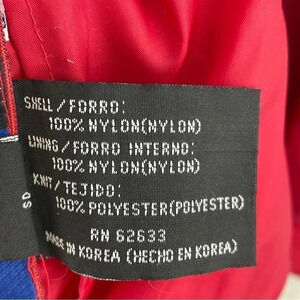 SHELL/FORRO:
100% NYLON(NYLON)
LINING/FORRO INTERNO:
100% NYLON(NYLON)
KNIT/TEJIDO:
100% POLYESTER(POLYESTER)
RN 62633
MADE IN KOREA (HECHO EN KOREA)
SD